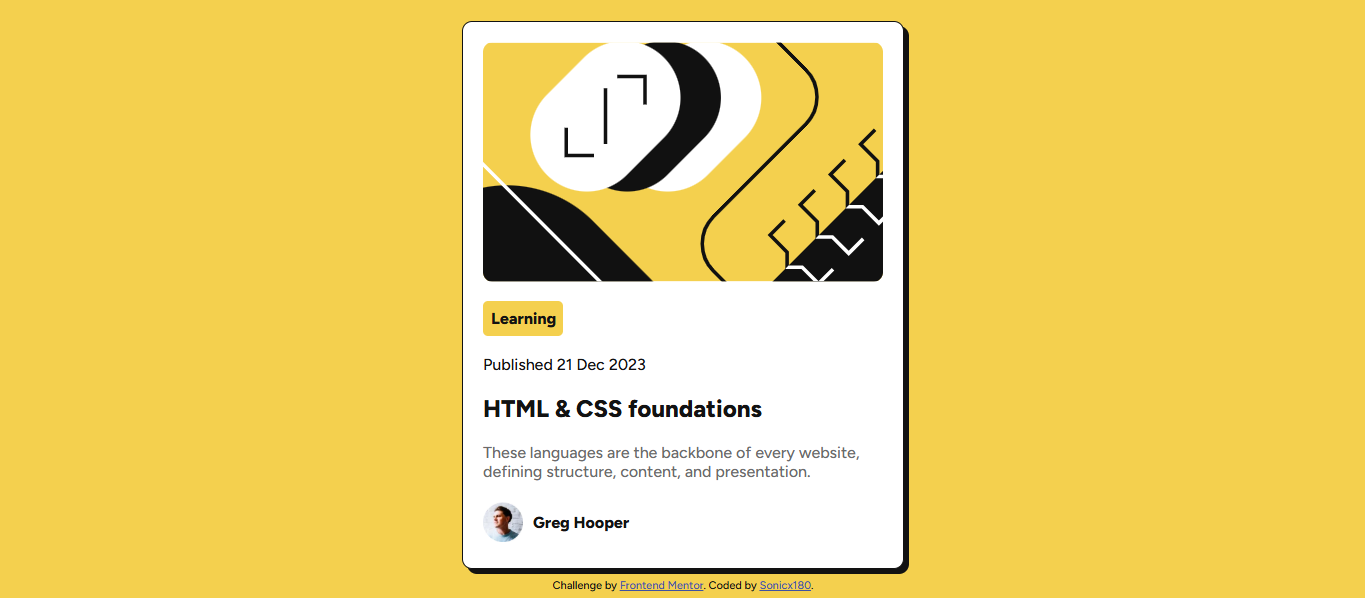 Learning
Published 21 Dec 2023
HTML & CSS foundations
These languages are the backbone of every website,
defining structure, content, and presentation.
Greg Hooper
Challenge by Frontend Mentor. Coded by Sonicx180.